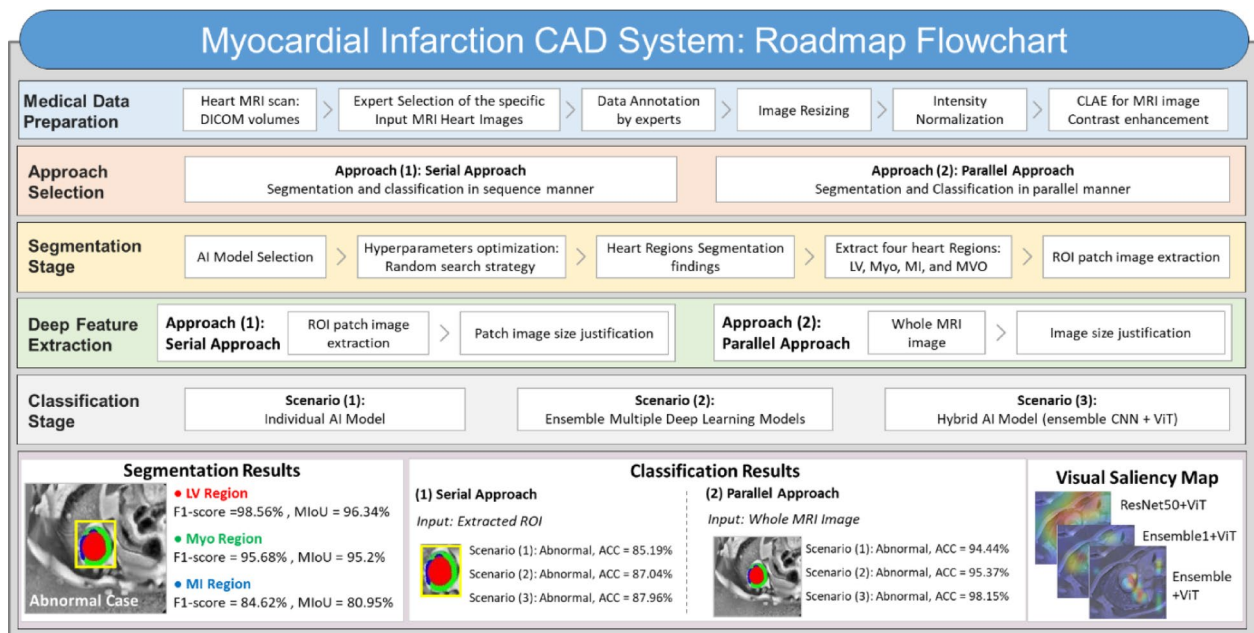 Myocardial Infarction CAD System: Roadmap Flowchart
Medical Data
Preparation
Heart MRI scan:
DICOM volumes
Expert Selection of the specific
Input MRI Heart Images
Data Annotation
by experts
Image Resizing
Intensity
Normalization
CLAE for MRI image
Contrast enhancement
Approach
Selection
Approach (1): Serial Approach
Segmentation and classification in sequence manner
Approach (2): Parallel Approach
Segmentation and Classification in parallel manner
Segmentation
Stage
AI Model Selection
Hyperparameters optimization:
Random search strategy
Heart Regions Segmentation
findings
Extract four heart Regions:
LV, Myo, MI, and MVO
ROI patch image extraction
Deep Feature
Extraction
Approach (1):
Serial Approach
ROI patch image
extraction
Patch image size justification
Approach (2):
Parallel Approach
Whole MRI
image
Image size justification
Classification
Stage
Scenario (1):
Individual AI Model
Scenario (2):
Ensemble Multiple Deep Learning Models
Scenario (3):
Hybrid AI Model (ensemble CNN + ViT)
Segmentation Results
Abnormal Case
• LV Region
F1-score =98.56% , MIoU = 96.34%
• Myo Region
F1-score = 95.68% , MIoU = 95.2%
• MI Region
F1-score = 84.62% , MIoU = 80.95%
Classification Results
(1) Serial Approach
Input: Extracted ROI
Scenario (1): Abnormal, ACC = 85.19%
Scenario (2): Abnormal, ACC = 87.04%
Scenario (3): Abnormal, ACC = 87.96%
(2) Parallel Approach
Input: Whole MRI Image
Scenario (1): Abnormal, ACC = 94.44%
Scenario (2): Abnormal, ACC = 95.37%
Scenario (3): Abnormal, ACC = 98.15%
Visual Saliency Map
ResNet50+ViT
Ensemble1+ViT
Ensemble
+ViT